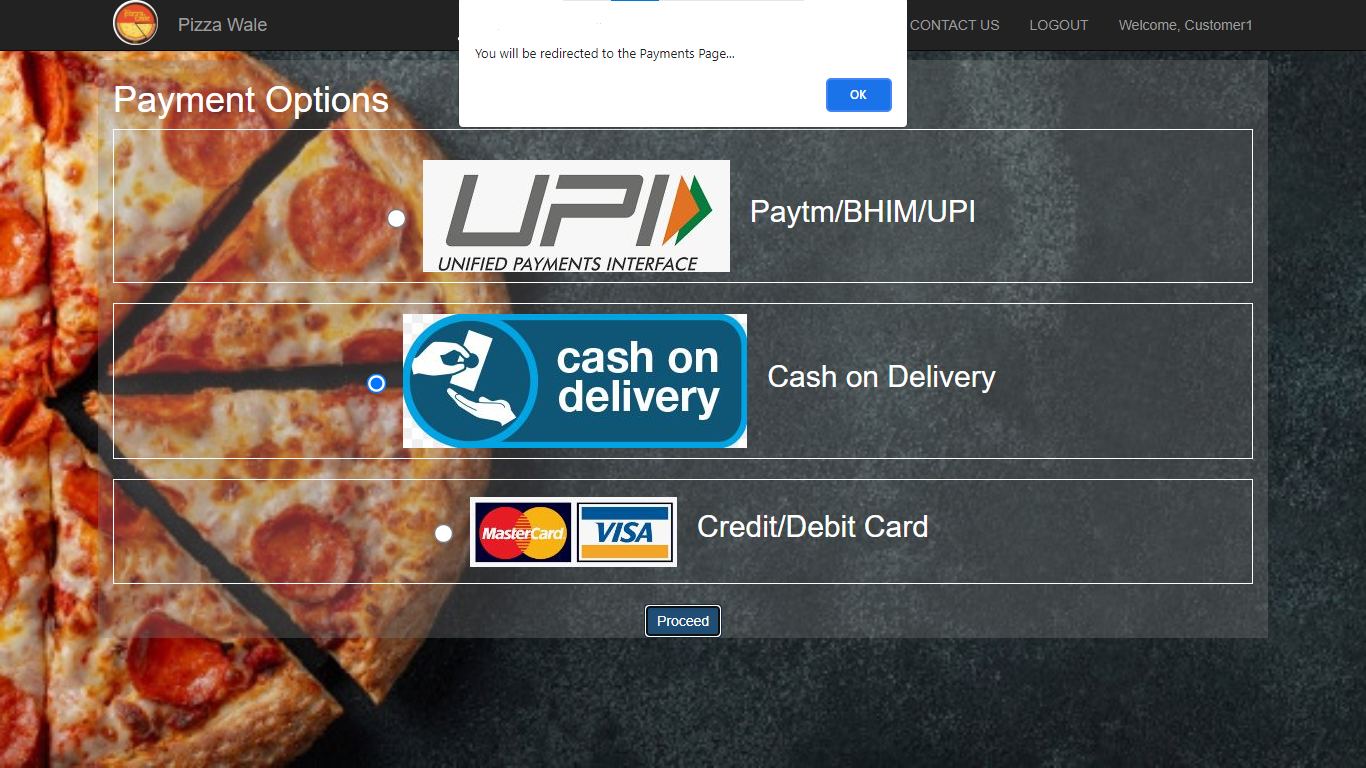 Pizza Wale
CONTACT US
LOGOUT
Welcome, Customer1
You will be redirected to the Payments Page...
OK
Payment Options
UPI
UNIFIED PAYMENTS INTERFACE
Paytm/BHIM/UPI
cash on
delivery
Cash on Delivery
MasterCard
VISA
Credit/Debit Card
Proceed